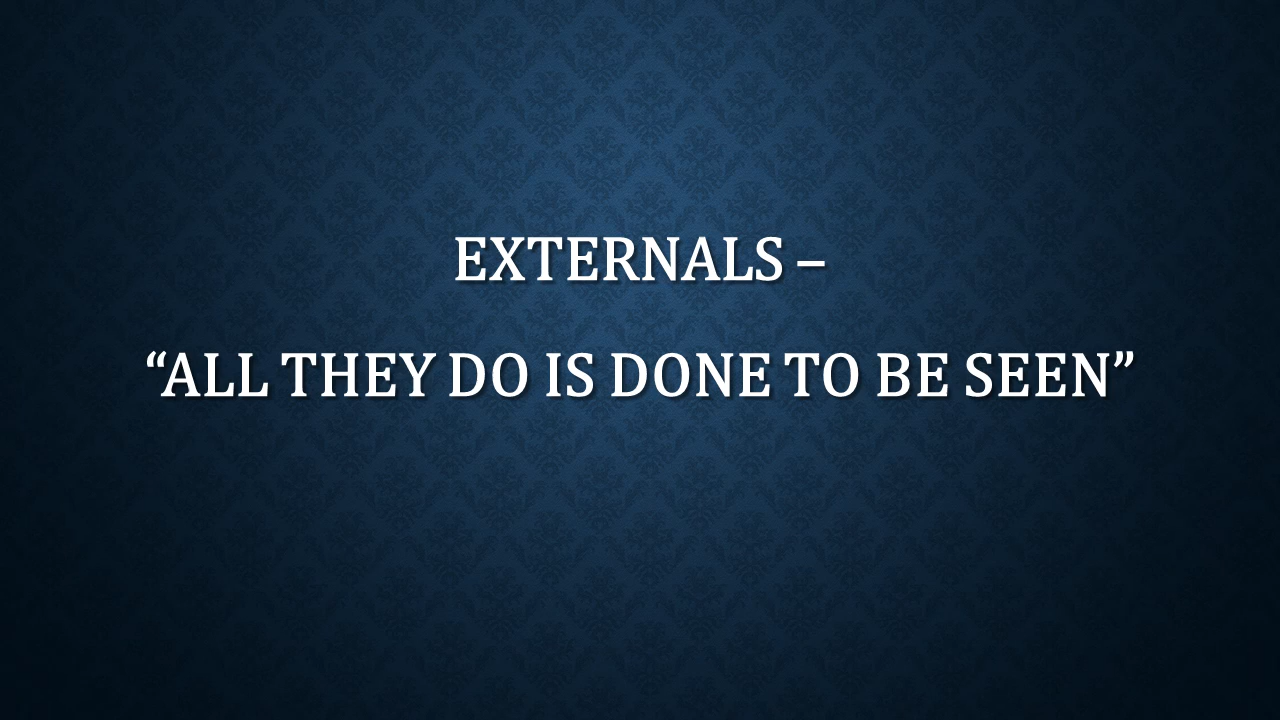 EXTERNALS –
“ALL THEY DO IS DONE TO BE SEEN”